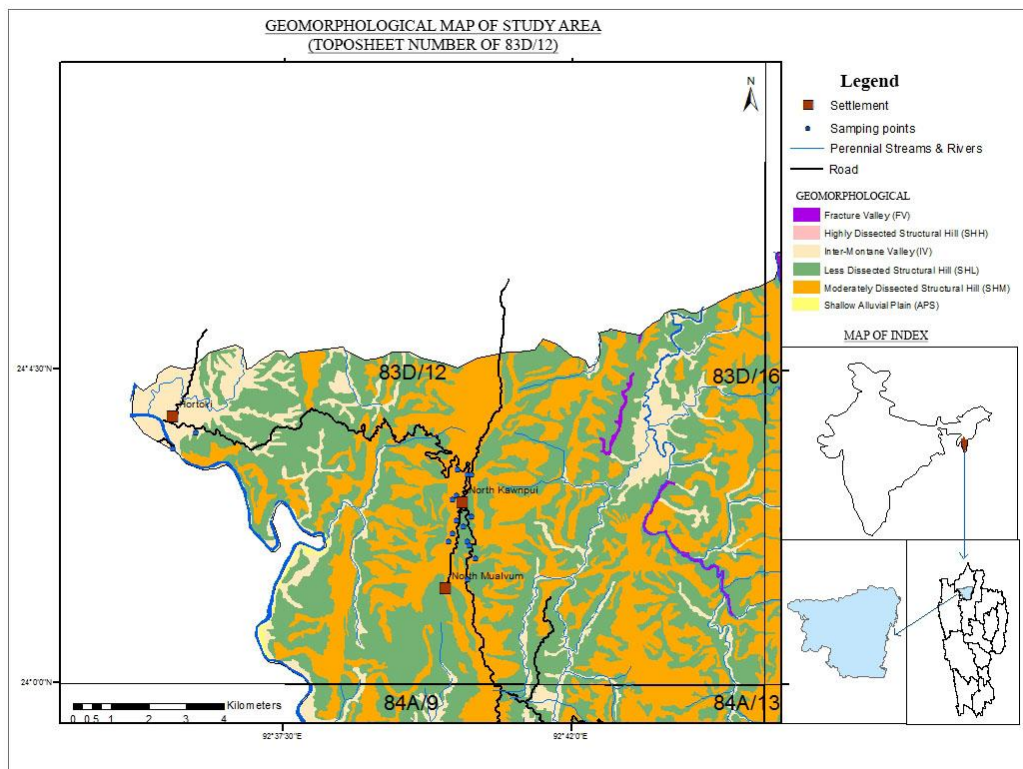 GEOMORPHOLOGICAL MAP OF STUDY AREA
(TOPOSHEET NUMBER OF 83D/12)
N
Legend
Settlement
Samping points
Perennial Streams & Rivers
Road
GEOMORPHOLOGICAL
Fracture Valley (FV)
Highly Dissected Structural Hill (SHH)
Inter-Montane Valley (IV)
Less Dissected Structural Hill (SHL)
Moderately Dissected Structural Hill (SHM)
Shallow Alluvial Plain (APS)
MAP OF INDEX
24°4'30"N
83D/12
83D/16
Hortoki
North Kawnpui
North Mualvum
24°0'0"N
84A/9
84A/13
0 0.5 1 2 3 4 Kilometers
92°37'30"E
92°42'0"E